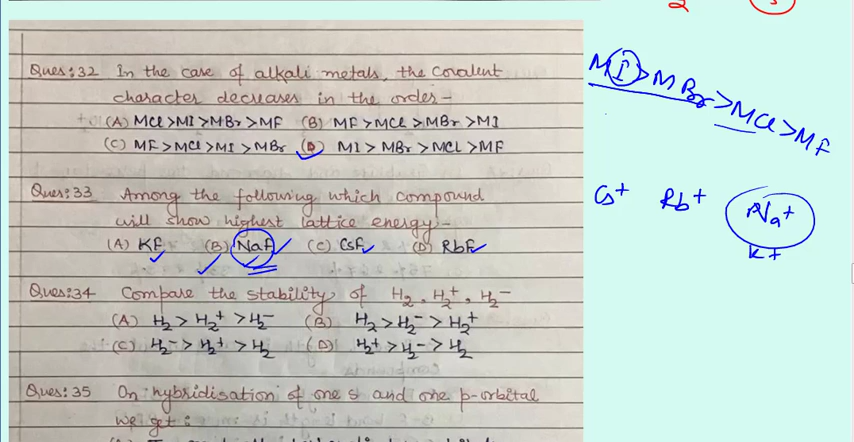 2
3
Ques: 32 In the case of alkali metals, the covalent
character decreases in the order-
(A) MCl > MI > MBr > MF (B) MF > MCl > MBr > MI
(C) MF > MCl > MI > MBr (D) MI > MBr > MCl > MF
MI > MBr > MCl > MF
Ques: 33 Among the following which compound
will show highest lattice energy-
(A) KF (B) NaF (C) CsF (D) RbF
Cs+ Rb+ Na+
K+
Ques: 34 Compare the stability of H2, H2+, H2-
(A) H2 > H2+ > H2- (B) H2 > H2- > H2+
(C) H2- > H2+ > H2 (D) H2+ > H2- > H2
Ques: 35 On hybridisation of one s and one p-orbital
we get: